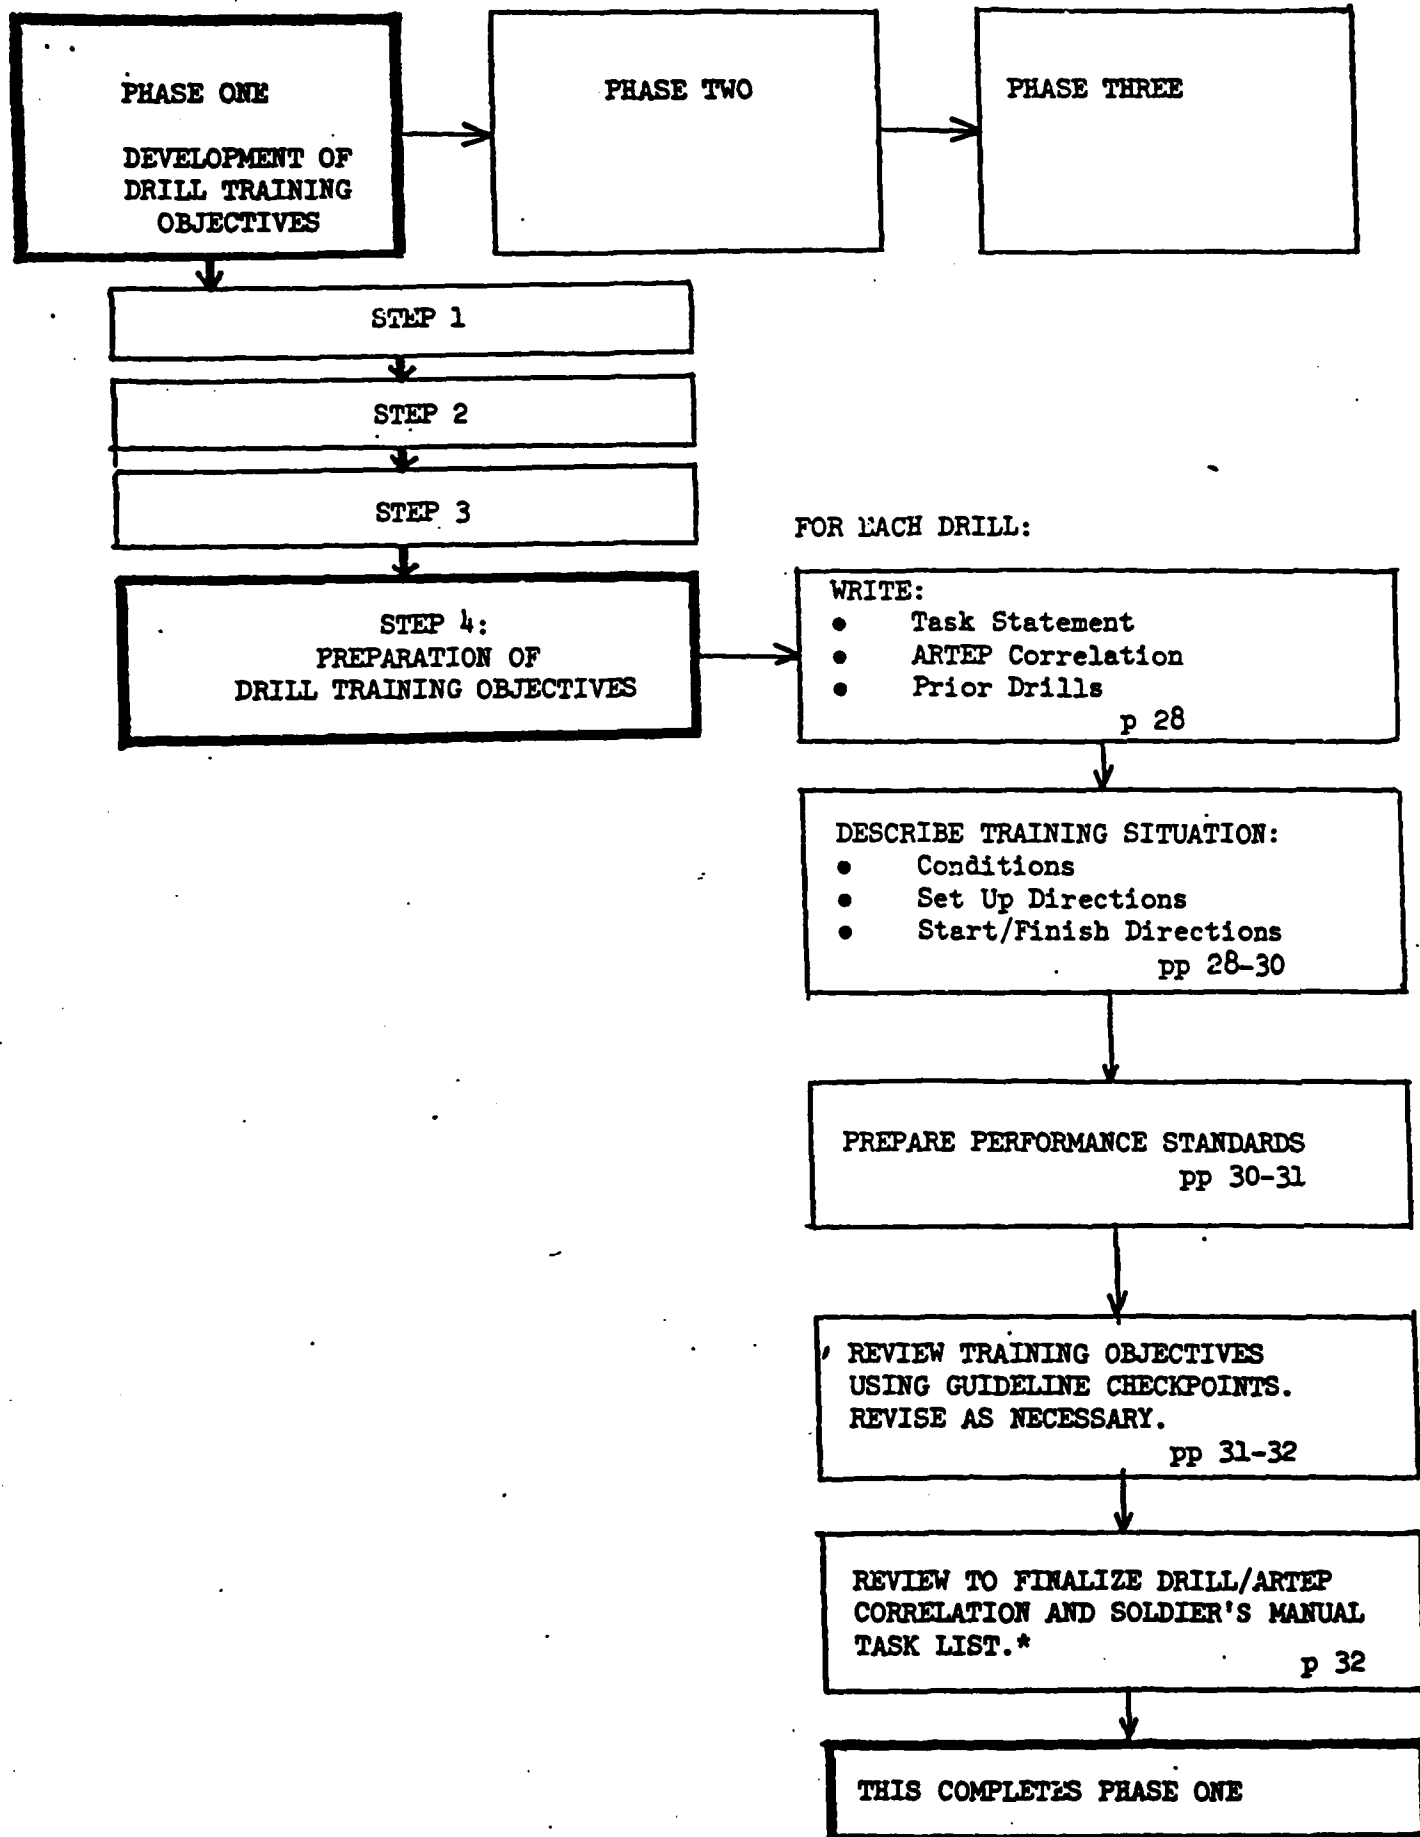 PHASE ONE
DEVELOPMENT OF
DRILL TRAINING
OBJECTIVES
PHASE TWO
PHASE THREE
STEP 1
STEP 2
STEP 3
STEP 4:
PREPARATION OF
DRILL TRAINING OBJECTIVES
FOR EACH DRILL:
WRITE:
● Task Statement
● ARTEP Correlation
● Prior Drills
p 28
DESCRIBE TRAINING SITUATION:
● Conditions
● Set Up Directions
● Start/Finish Directions
pp 28-30
PREPARE PERFORMANCE STANDARDS
pp 30-31
REVIEW TRAINING OBJECTIVES
USING GUIDELINE CHECKPOINTS.
REVISE AS NECESSARY.
pp 31-32
REVIEW TO FINALIZE DRILL/ARTEP
CORRELATION AND SOLDIER'S MANUAL
TASK LIST.*
p 32
THIS COMPLETES PHASE ONE